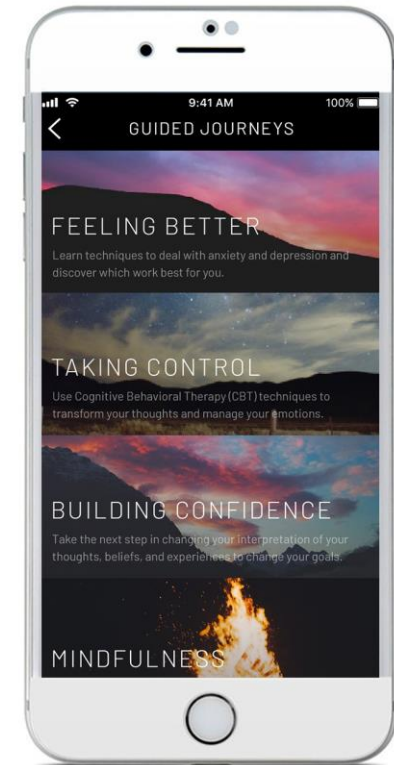 9:41 AM
100%
GUIDED JOURNEYS
FEELING BETTER
Learn techniques to deal with anxiety and depression and
discover which work best for you.
TAKING CONTROL
Use Cognitive Behavioral Therapy (CBT) techniques to
transform your thoughts and manage your emotions.
BUILDING CONFIDENCE
Take the next step in changing your interpretation of your
thoughts, beliefs, and experiences to change your goals.
MINDFULNESS